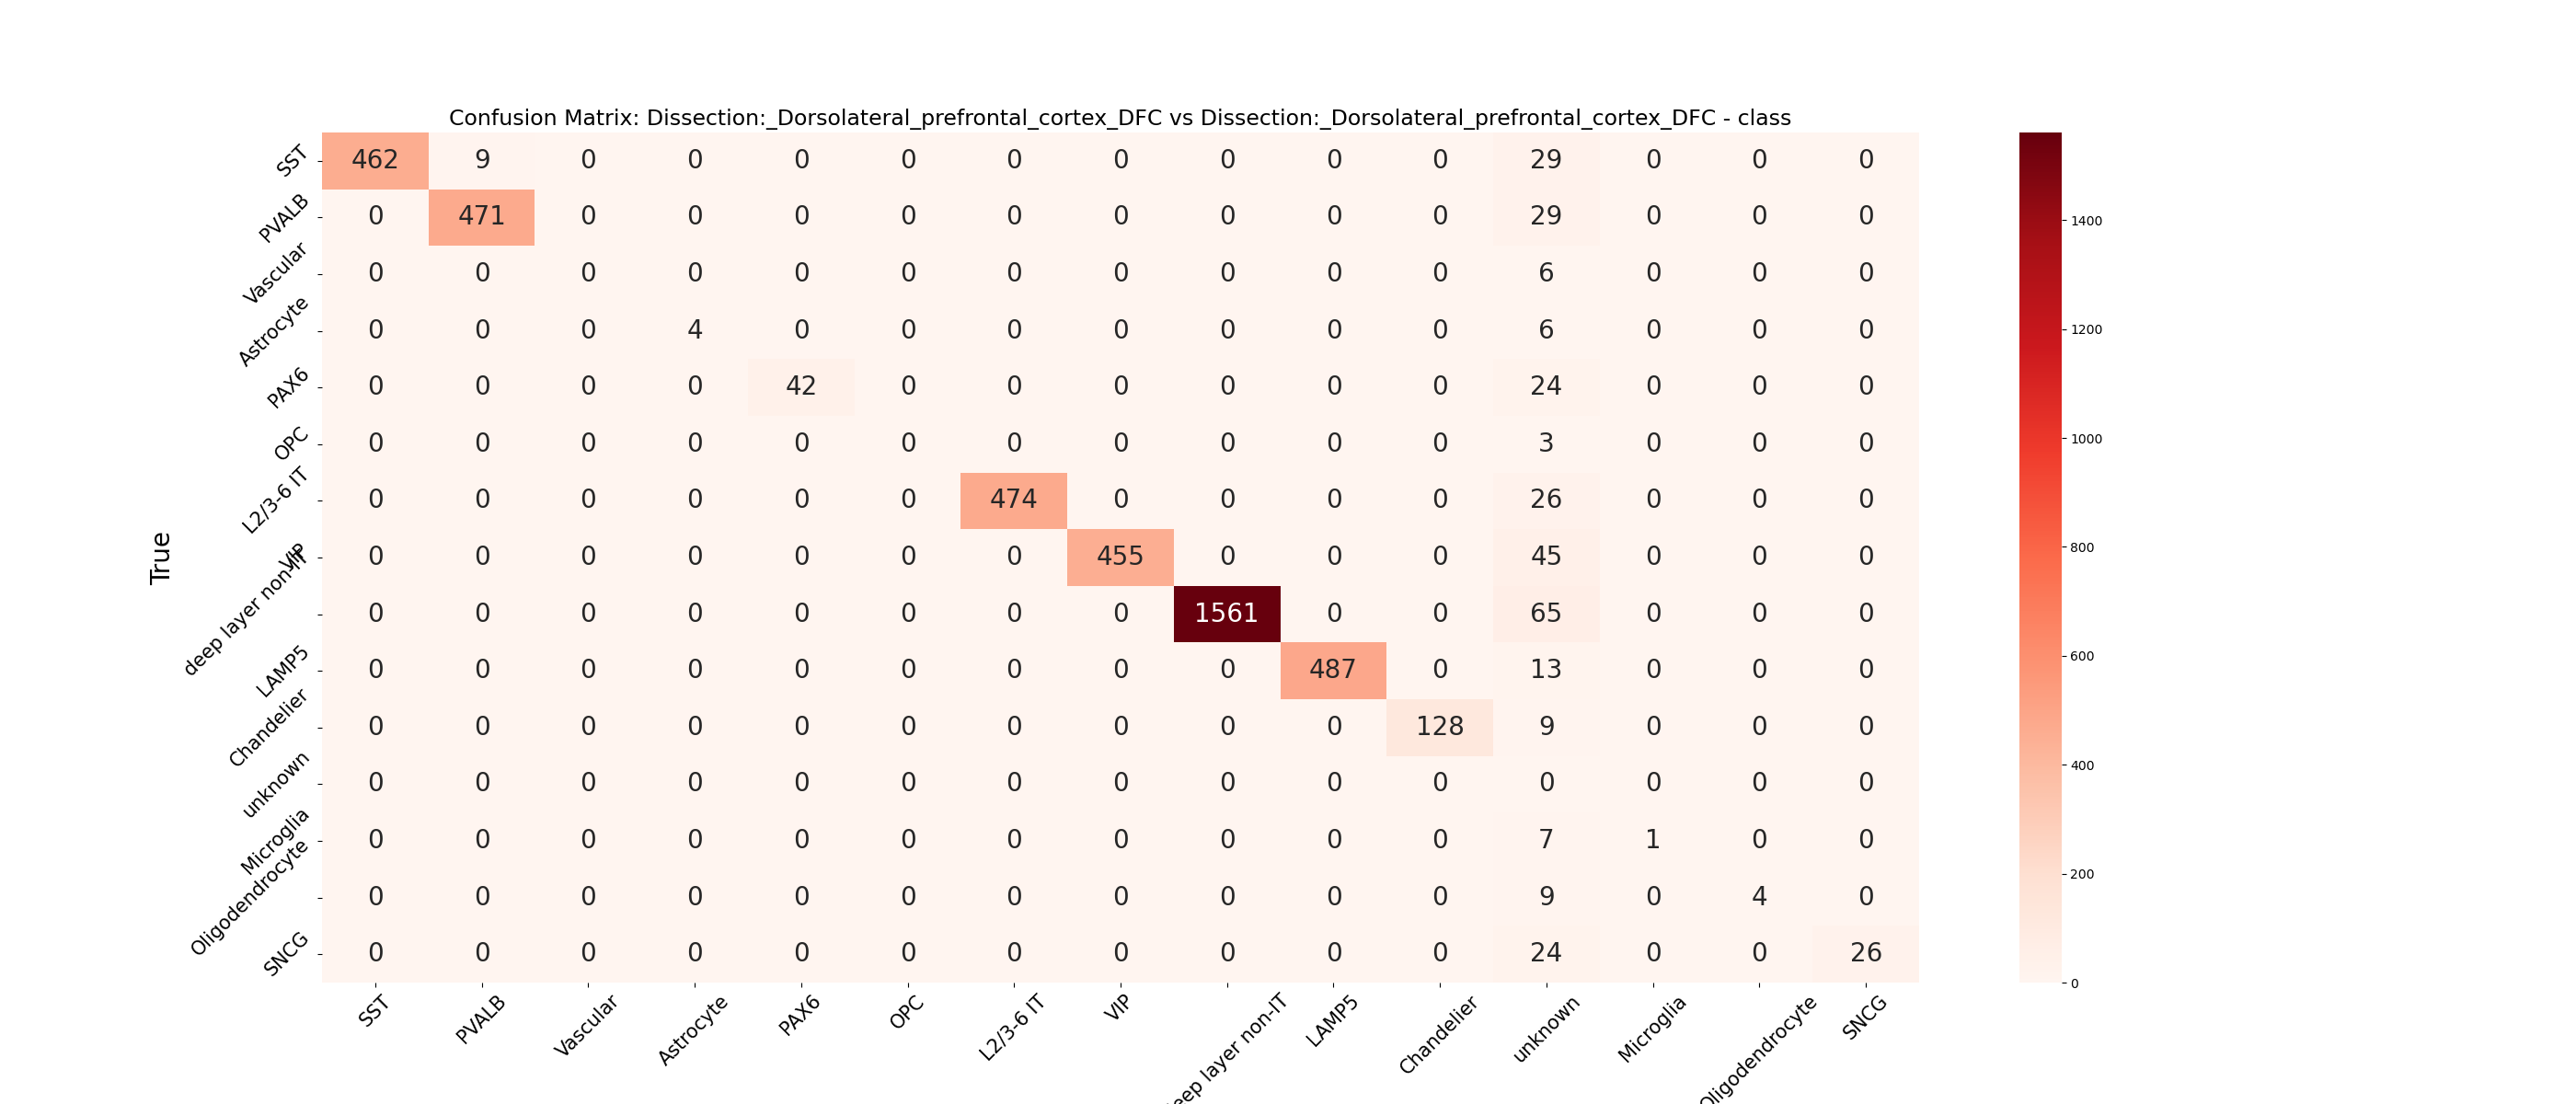 Confusion Matrix: Dissection:_Dorsolateral_prefrontal_cortex_DFC vs Dissection:_Dorsolateral_prefrontal_cortex_DFC - class
True
SST 462 9 0 0 0 0 0 0 0 0 0 29 0 0 0
PVALB 0 471 0 0 0 0 0 0 0 0 0 29 0 0 0
Vascular 0 0 0 0 0 0 0 0 0 0 0 6 0 0 0
Astrocyte 0 0 0 4 0 0 0 0 0 0 0 6 0 0 0
PAX6 0 0 0 0 42 0 0 0 0 0 0 24 0 0 0
OPC 0 0 0 0 0 0 0 0 0 0 0 3 0 0 0
L2/3-6 IT 0 0 0 0 0 0 474 0 0 0 0 26 0 0 0
VIP 0 0 0 0 0 0 0 455 0 0 0 45 0 0 0
deep layer non-IT 0 0 0 0 0 0 0 0 1561 0 0 65 0 0 0
LAMP5 0 0 0 0 0 0 0 0 0 487 0 13 0 0 0
Chandelier 0 0 0 0 0 0 0 0 0 0 128 9 0 0 0
unknown 0 0 0 0 0 0 0 0 0 0 0 0 0 0 0
Microglia 0 0 0 0 0 0 0 0 0 0 0 7 1 0 0
Oligodendrocyte 0 0 0 0 0 0 0 0 0 0 0 9 0 4 0
SNCG 0 0 0 0 0 0 0 0 0 0 0 24 0 0 26
SST PVALB Vascular Astrocyte PAX6 OPC L2/3-6 IT VIP eep layer non-IT LAMP5 Chandelier unknown Microglia Oligodendrocyte SNCG
1400
1200
1000
800
600
400
200
0